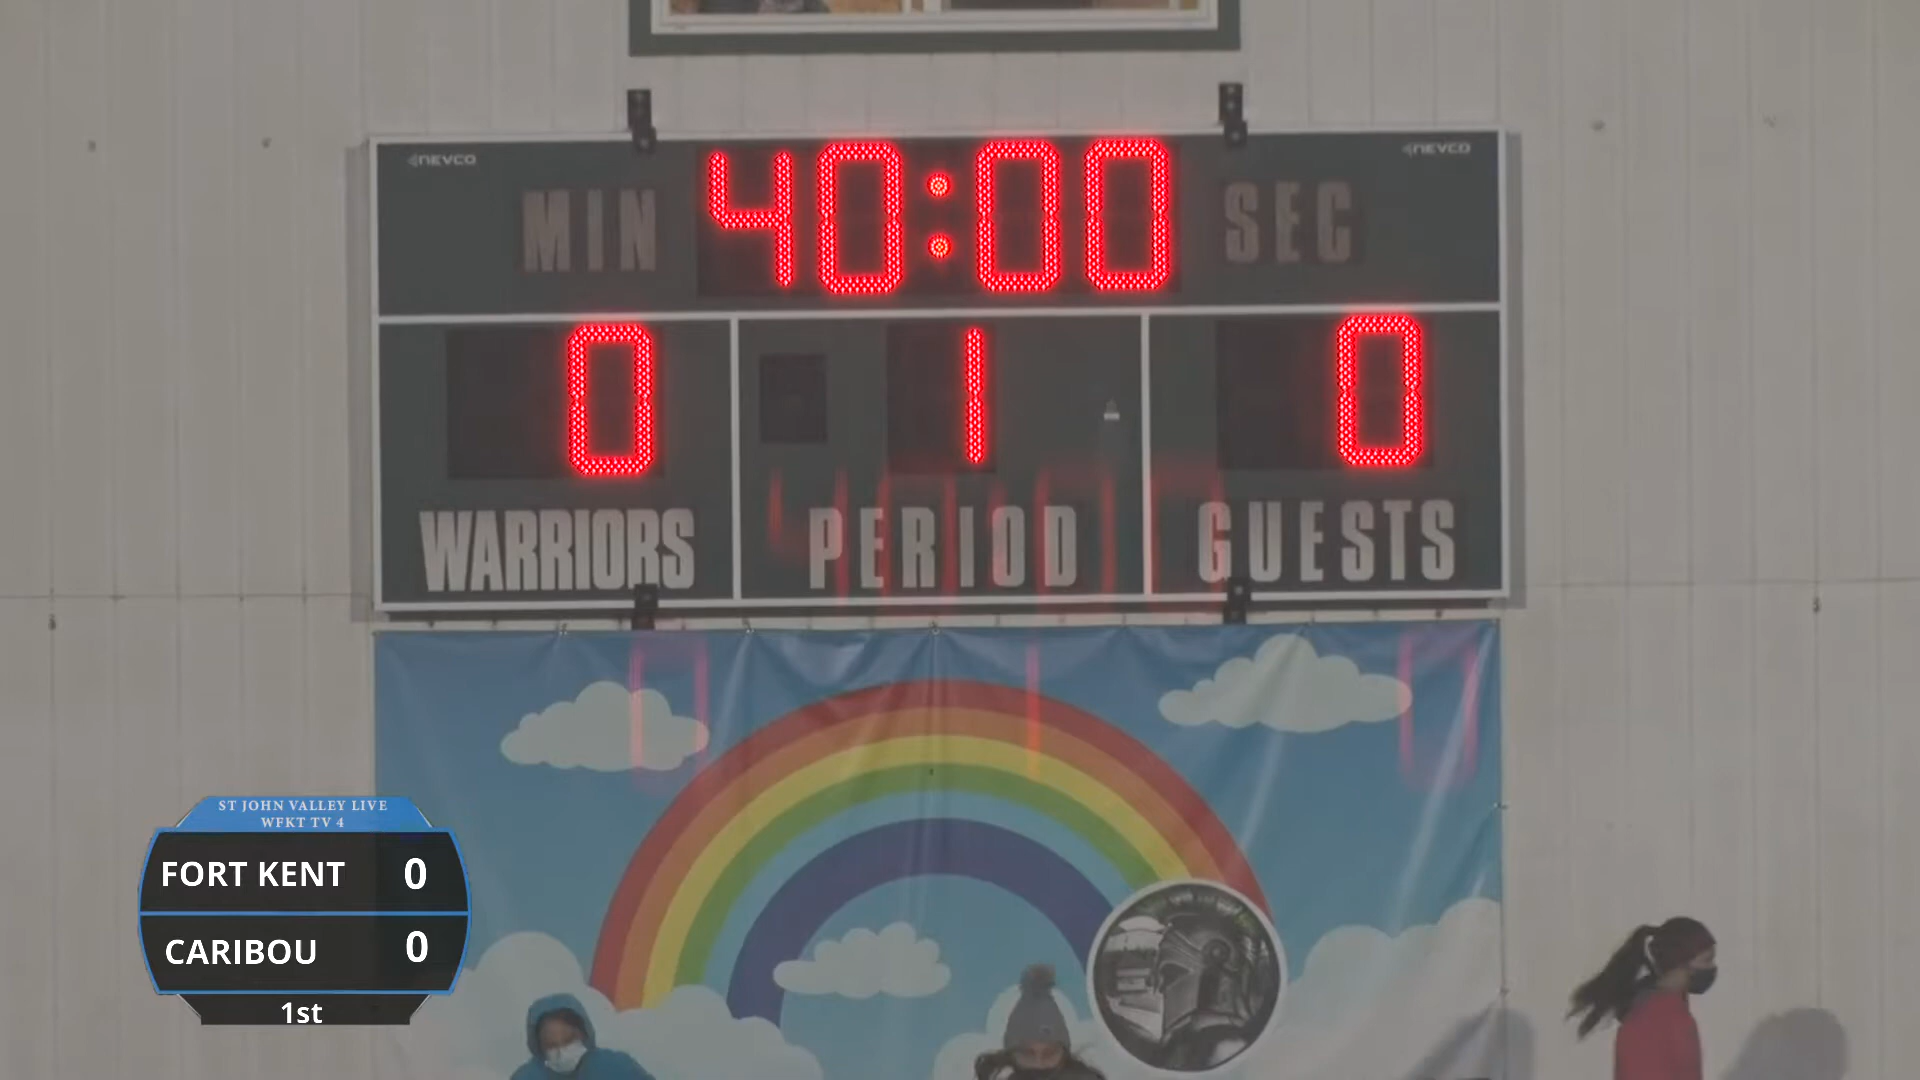 NEVCO
NEVCO
MIN 40:00 SEC
0 1 0
WARRIORS PERIOD GUESTS
ST JOHN VALLEY LIVE
WFKT TV 4
FORT KENT 0
CARIBOU 0
1st